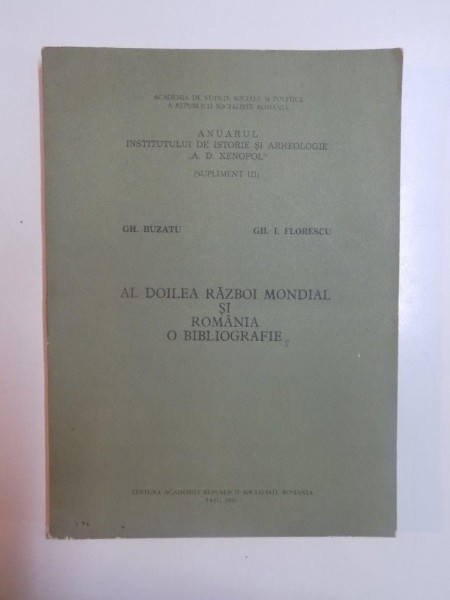 ACADEMIA DE ȘTIINȚE SOCIALE ȘI POLITICE
A REPUBLICII SOCIALISTE ROMÂNIA
ANUARUL
INSTITUTULUI DE ISTORIE ȘI ARHEOLOGIE
„A. D. XENOPOL”
(SUPLIMENT III)
GH. BUZATU GH. I. FLORESCU
AL DOILEA RĂZBOI MONDIAL
ȘI
ROMÂNIA
O BIBLIOGRAFIE
EDITURA ACADEMIEI REPUBLICII SOCIALISTE ROMÂNIA
IAȘI,